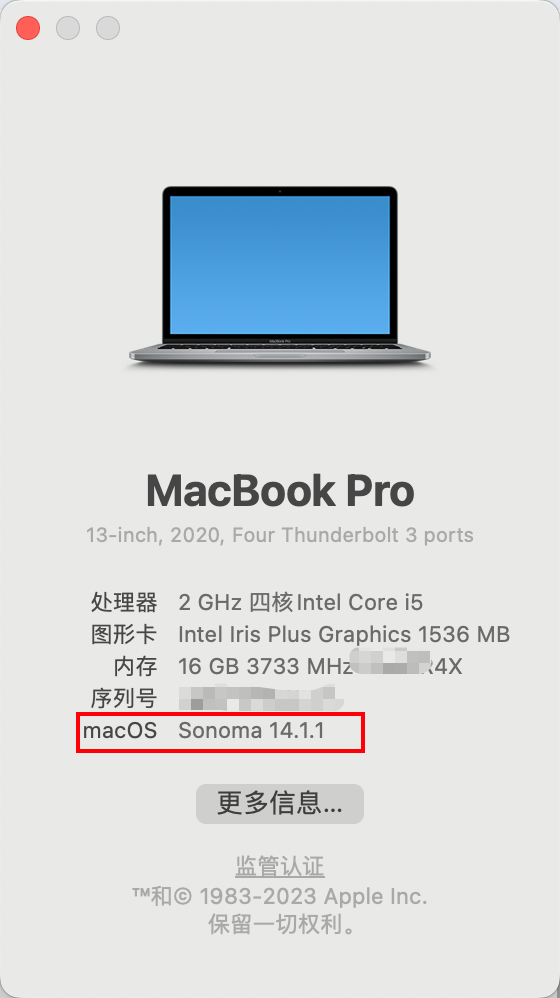 MacBook Pro
13-inch, 2020, Four Thunderbolt 3 ports
处理器 2 GHz 四核Intel Core i5
图形卡 Intel Iris Plus Graphics 1536 MB
内存 16 GB 3733 MHz R4X
序列号
macOS Sonoma 14.1.1
更多信息...
监管认证
™和© 1983-2023 Apple Inc.
保留一切权利。